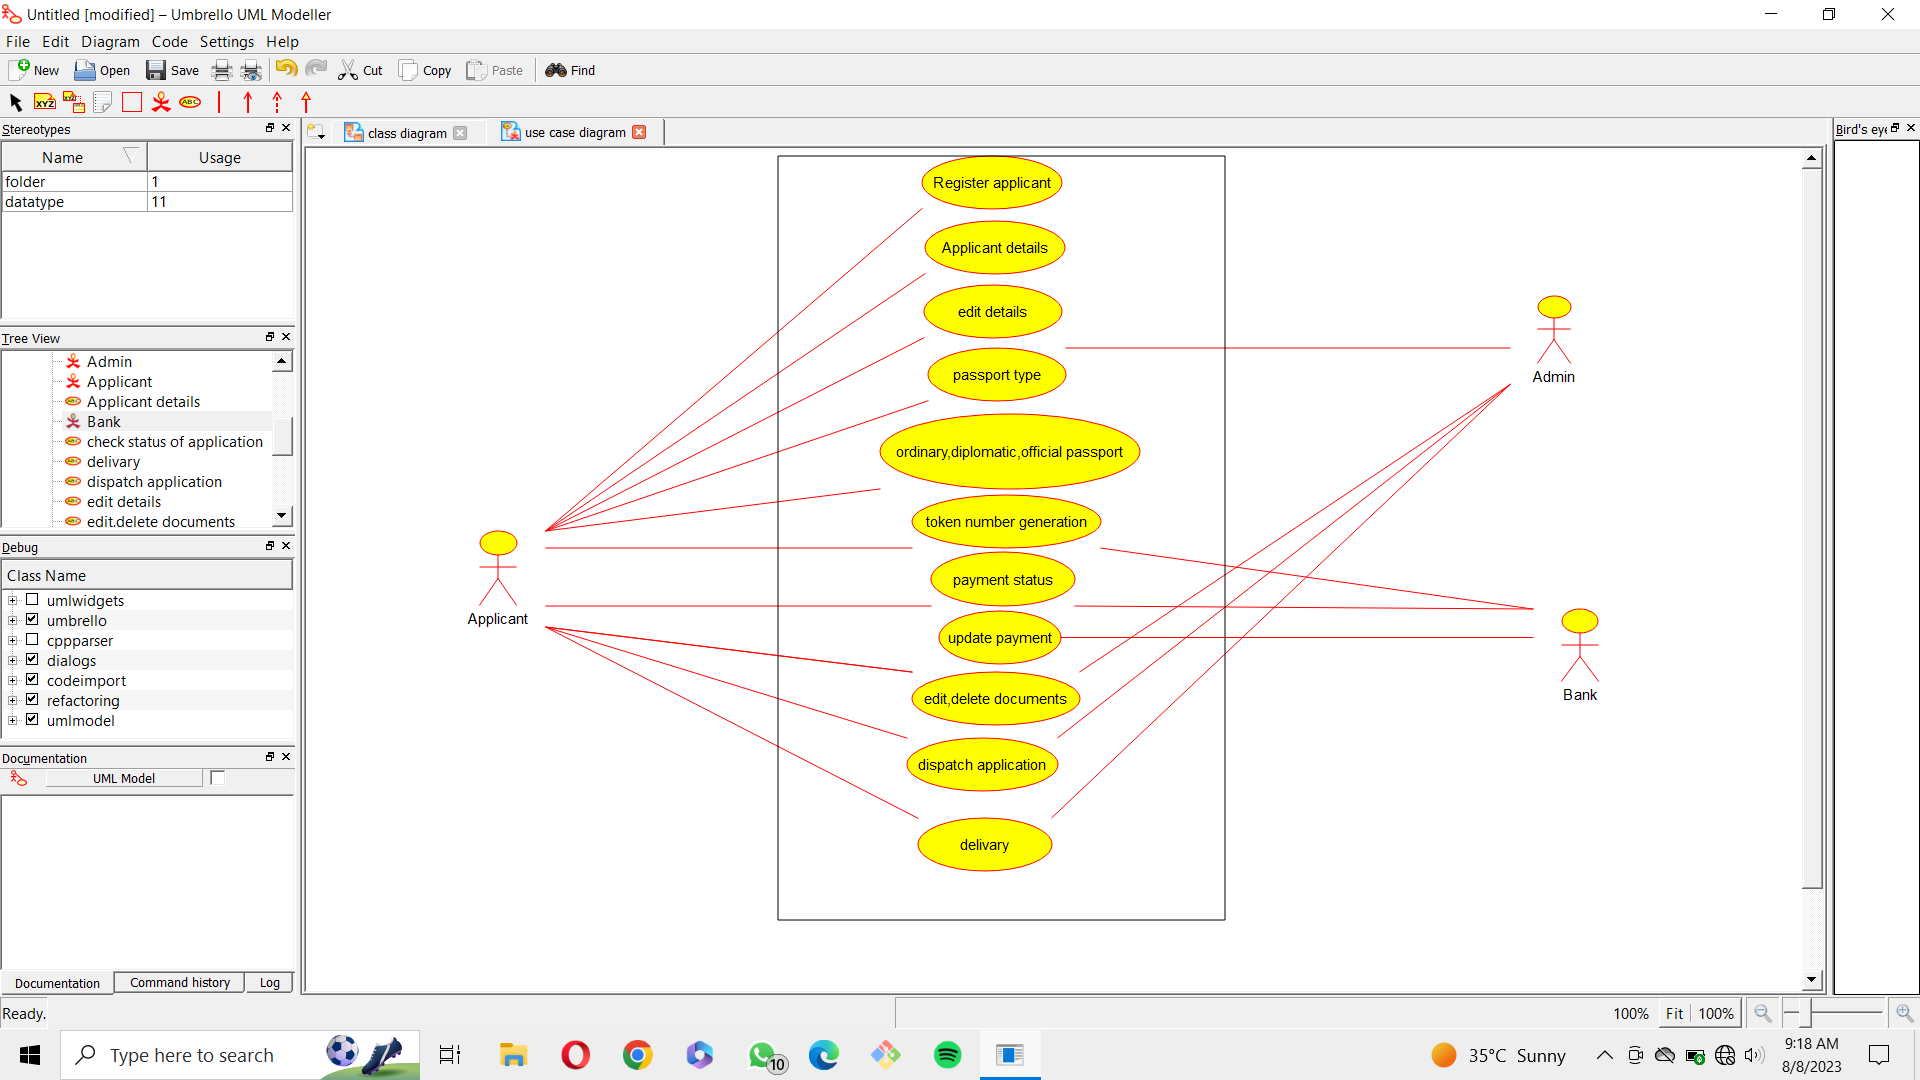 Untitled [modified] – Umbrello UML Modeller
File Edit Diagram Code Settings Help
New Open Save Cut Copy Paste Find
XYZ XYZ ABC
Stereotypes
Name Usage
folder 1
datatype 11
Tree View
Admin
Applicant
Applicant details
Bank
check status of application
delivary
dispatch application
edit details
edit.delete documents
Debug
Class Name
umlwidgets
umbrello
cppparser
dialogs
codeimport
refactoring
umlmodel
Documentation
UML Model
Documentation Command history Log
class diagram use case diagram
Register applicant
Applicant details
edit details
passport type
ordinary,diplomatic,official passport
token number generation
payment status
update payment
edit,delete documents
dispatch application
delivary
Applicant
Admin
Bank
Bird's eye
Ready.
100% Fit 100%
Type here to search
10
35°C Sunny
9:18 AM
8/8/2023